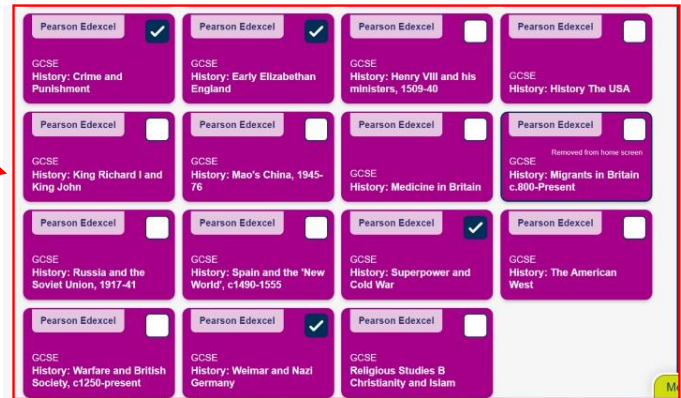 Pearson Edexcel
GCSE
History: Crime and
Punishment
Pearson Edexcel
GCSE
History: Early Elizabethan
England
Pearson Edexcel
GCSE
History: Henry VIII and his
ministers, 1509-40
Pearson Edexcel
GCSE
History: History The USA
Pearson Edexcel
GCSE
History: King Richard I and
King John
Pearson Edexcel
GCSE
History: Mao's China, 1945-
76
Pearson Edexcel
GCSE
History: Medicine in Britain
Pearson Edexcel
Removed from home screen
GCSE
History: Migrants in Britain
c.800-Present
Pearson Edexcel
GCSE
History: Russia and the
Soviet Union, 1917-41
Pearson Edexcel
GCSE
History: Spain and the 'New
World', c1490-1555
Pearson Edexcel
GCSE
History: Superpower and
Cold War
Pearson Edexcel
GCSE
History: The American
West
Pearson Edexcel
GCSE
History: Warfare and British
Society, c1250-present
Pearson Edexcel
GCSE
History: Weimar and Nazi
Germany
Pearson Edexcel
GCSE
Religious Studies B
Christianity and Islam